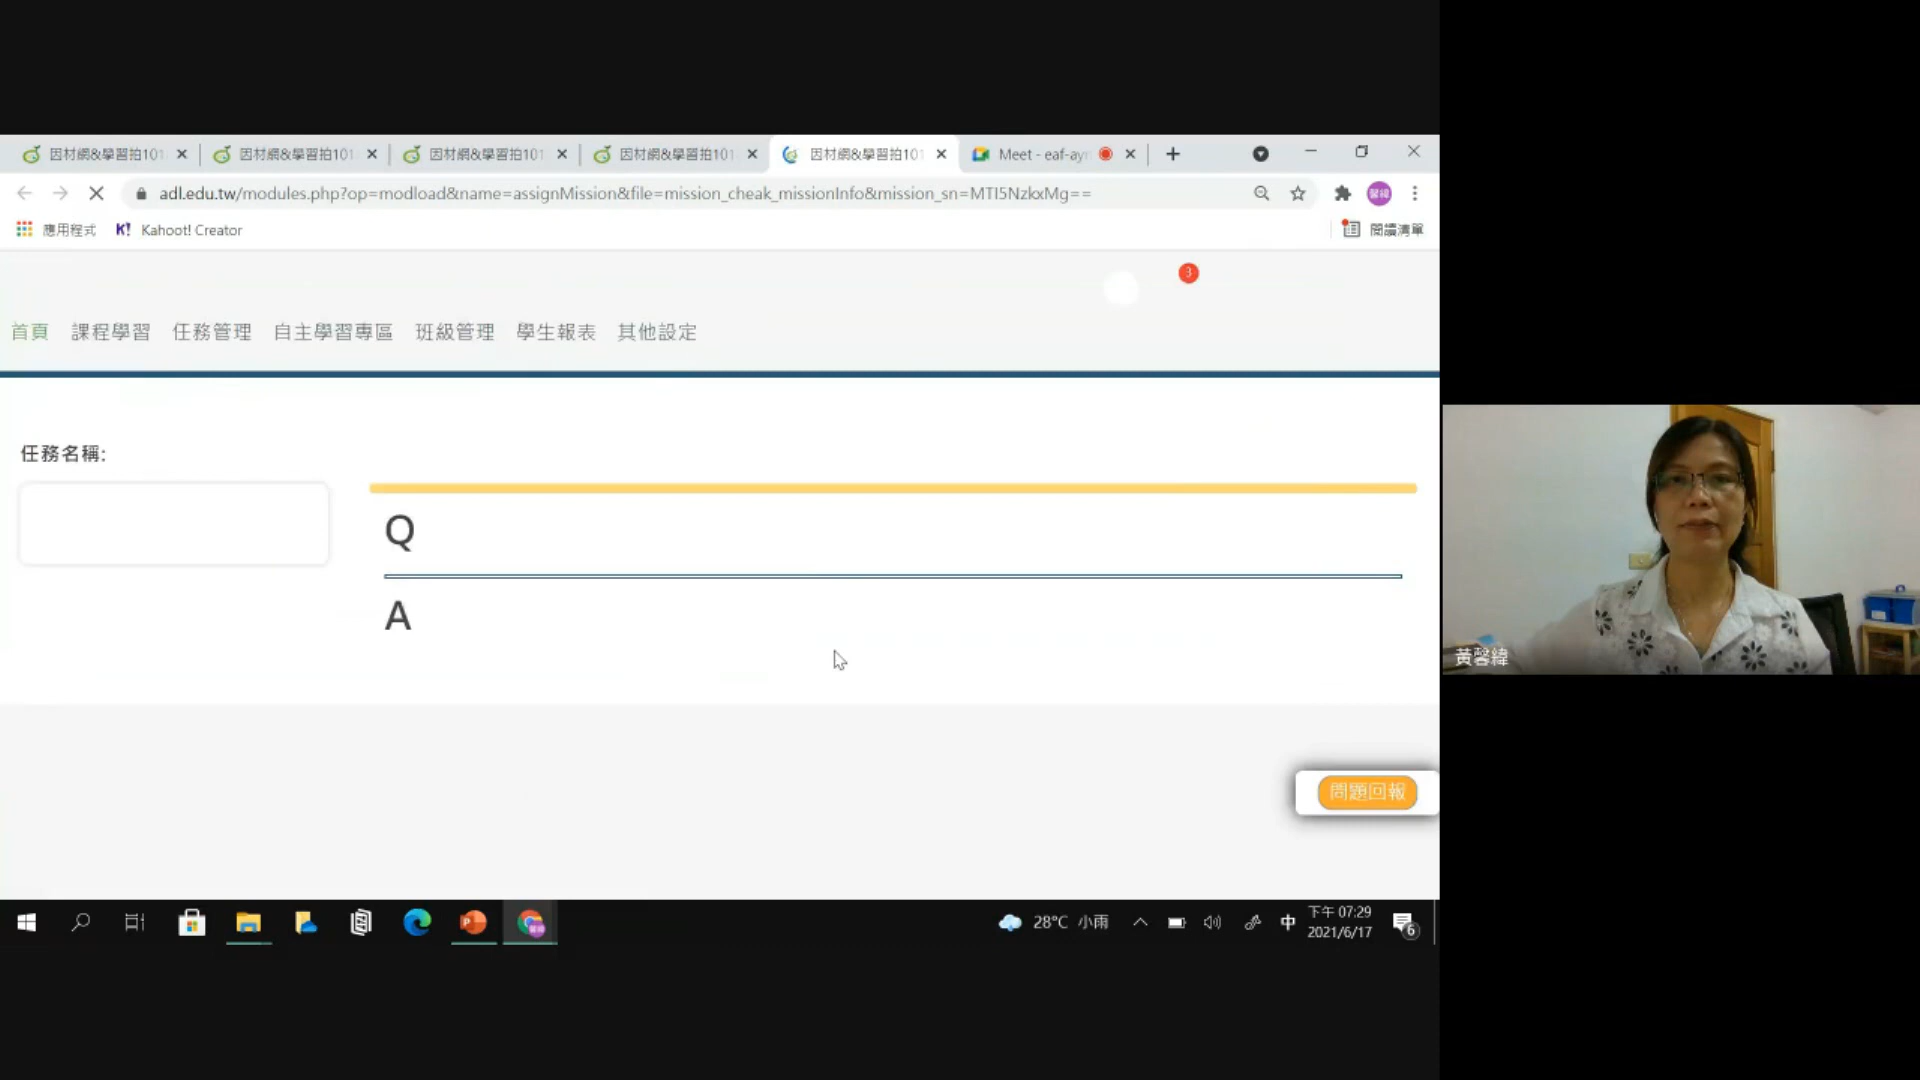 因材網&學習拍101
因材網&學習拍101
因材網&學習拍101
因材網&學習拍101
因材網&學習拍101
Meet - eaf-ay
adl.edu.tw/modules.php?op=modload&name=assignMission&file=mission_cheak_missionInfo&mission_sn=MTI5NzkxMg==
馨緯
應用程式
K! Kahoot! Creator
閱讀清單
3
首頁 課程學習 任務管理 自主學習專區 班級管理 學生報表 其他設定
任務名稱:
Q
A
黃馨緯
問題回報
28°C 小雨
中
下午 07:29
2021/6/17
6